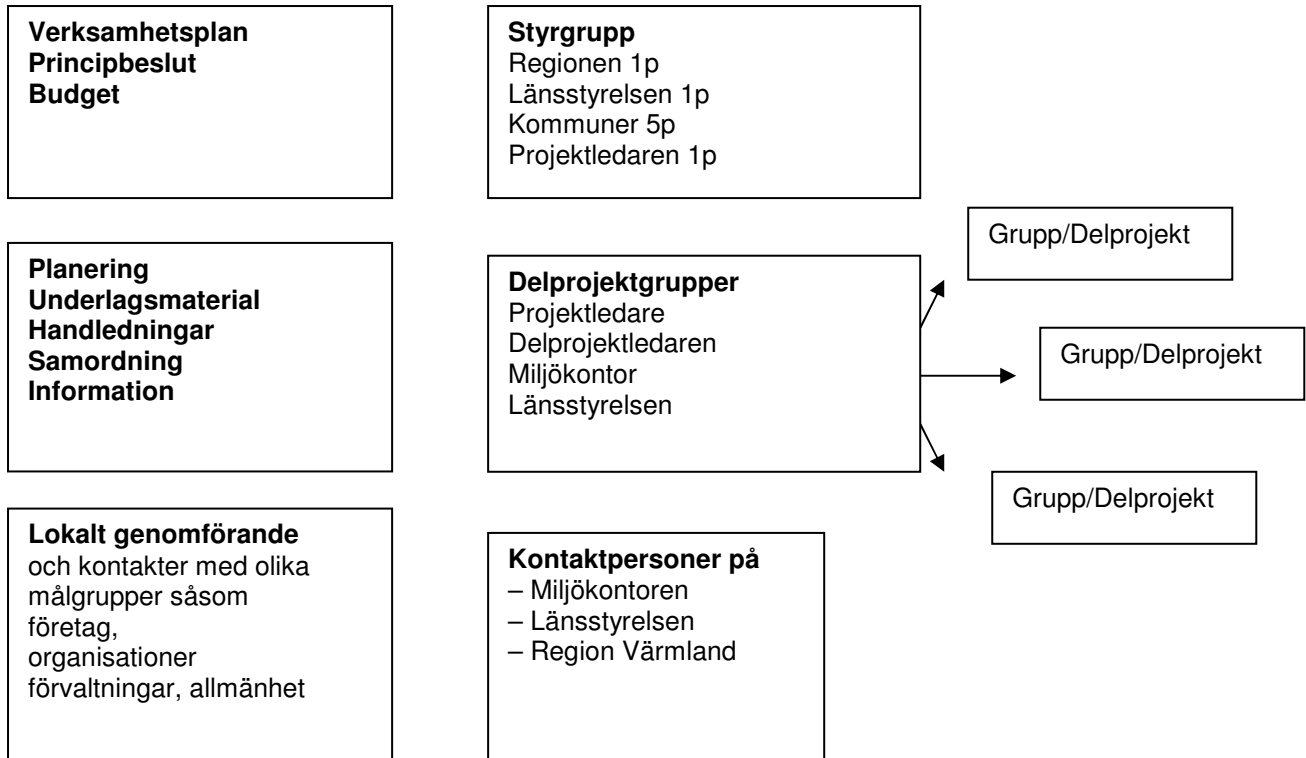 Verksamhetsplan
Principbeslut
Budget
Styrgrupp
Regionen 1p
Länsstyrelsen 1p
Kommuner 5p
Projektledaren 1p
Planering
Underlagsmaterial
Handledningar
Samordning
Information
Delprojektgrupper
Projektledare
Delprojektledaren
Miljökontor
Länsstyrelsen
Grupp/Delprojekt
Grupp/Delprojekt
Grupp/Delprojekt
Lokalt genomförande
och kontakter med olika
målgrupper såsom
företag,
organisationer
förvaltningar, allmänhet
Kontaktpersoner på
– Miljökontoren
– Länsstyrelsen
– Region Värmland